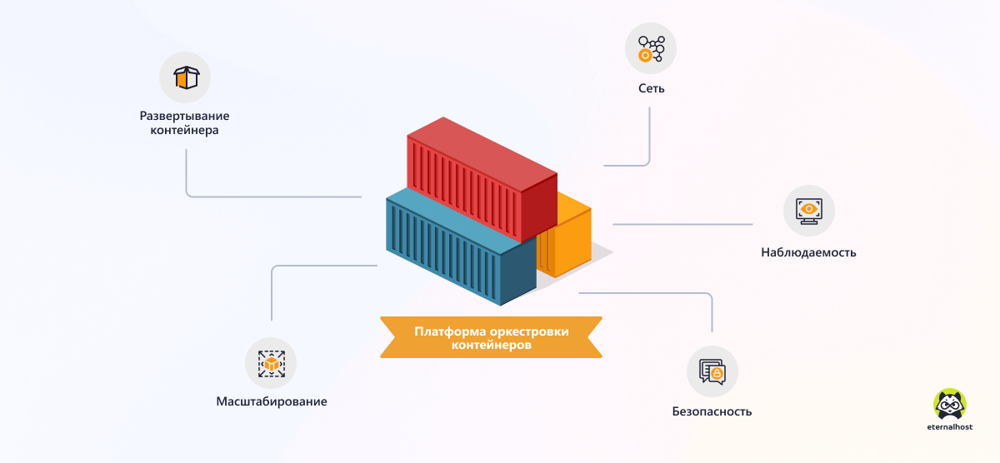 Сеть
Развертывание
контейнера
Наблюдаемость
Платформа оркестровки
контейнеров
Масштабирование
Безопасность
eternalhost